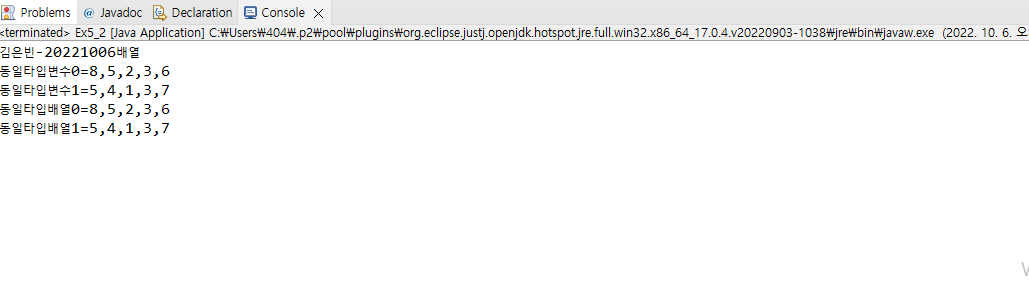 Problems @ Javadoc Declaration Console
<terminated> Ex5_2 [Java Application] C:₩Users₩404₩.p2₩pool₩plugins₩org.eclipse.justj.openjdk.hotspot.jre.full.win32.x86_64_17.0.4.v20220903-1038₩jre₩bin₩javaw.exe (2022. 10. 6. 오
김은빈-20221006배열
동일타입변수0=8,5,2,3,6
동일타입변수1=5,4,1,3,7
동일타입배열0=8,5,2,3,6
동일타입배열1=5,4,1,3,7